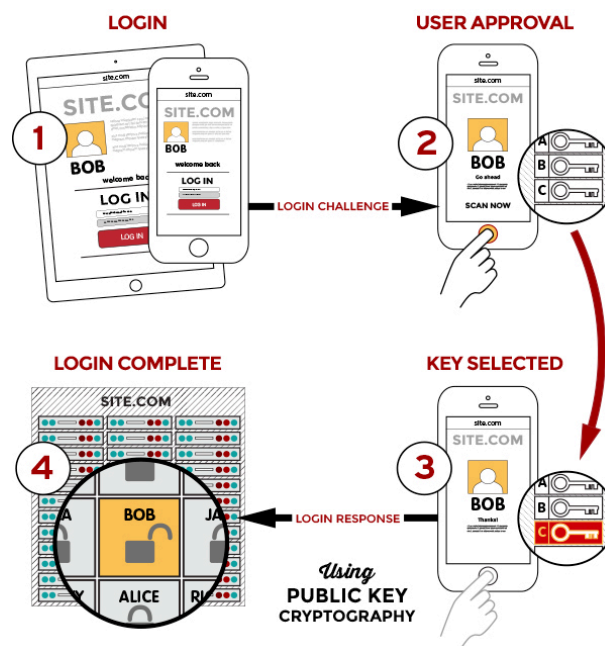 LOGIN
USER APPROVAL
site.com
SITE.COM
1
BOB
welcome back
LOG IN
LOG IN
site.com
SITE.COM
BOB
welcome back
LOG IN
LOG IN
LOGIN CHALLENGE
site.com
SITE.COM
2
BOB
Go ahead
SCAN NOW
A
B
C
LOGIN COMPLETE
KEY SELECTED
SITE.COM
4
A
BOB
JA
Y
ALICE
RI
LOGIN RESPONSE
Using
PUBLIC KEY
CRYPTOGRAPHY
site.com
SITE.COM
3
BOB
Thanks!
A
B
C